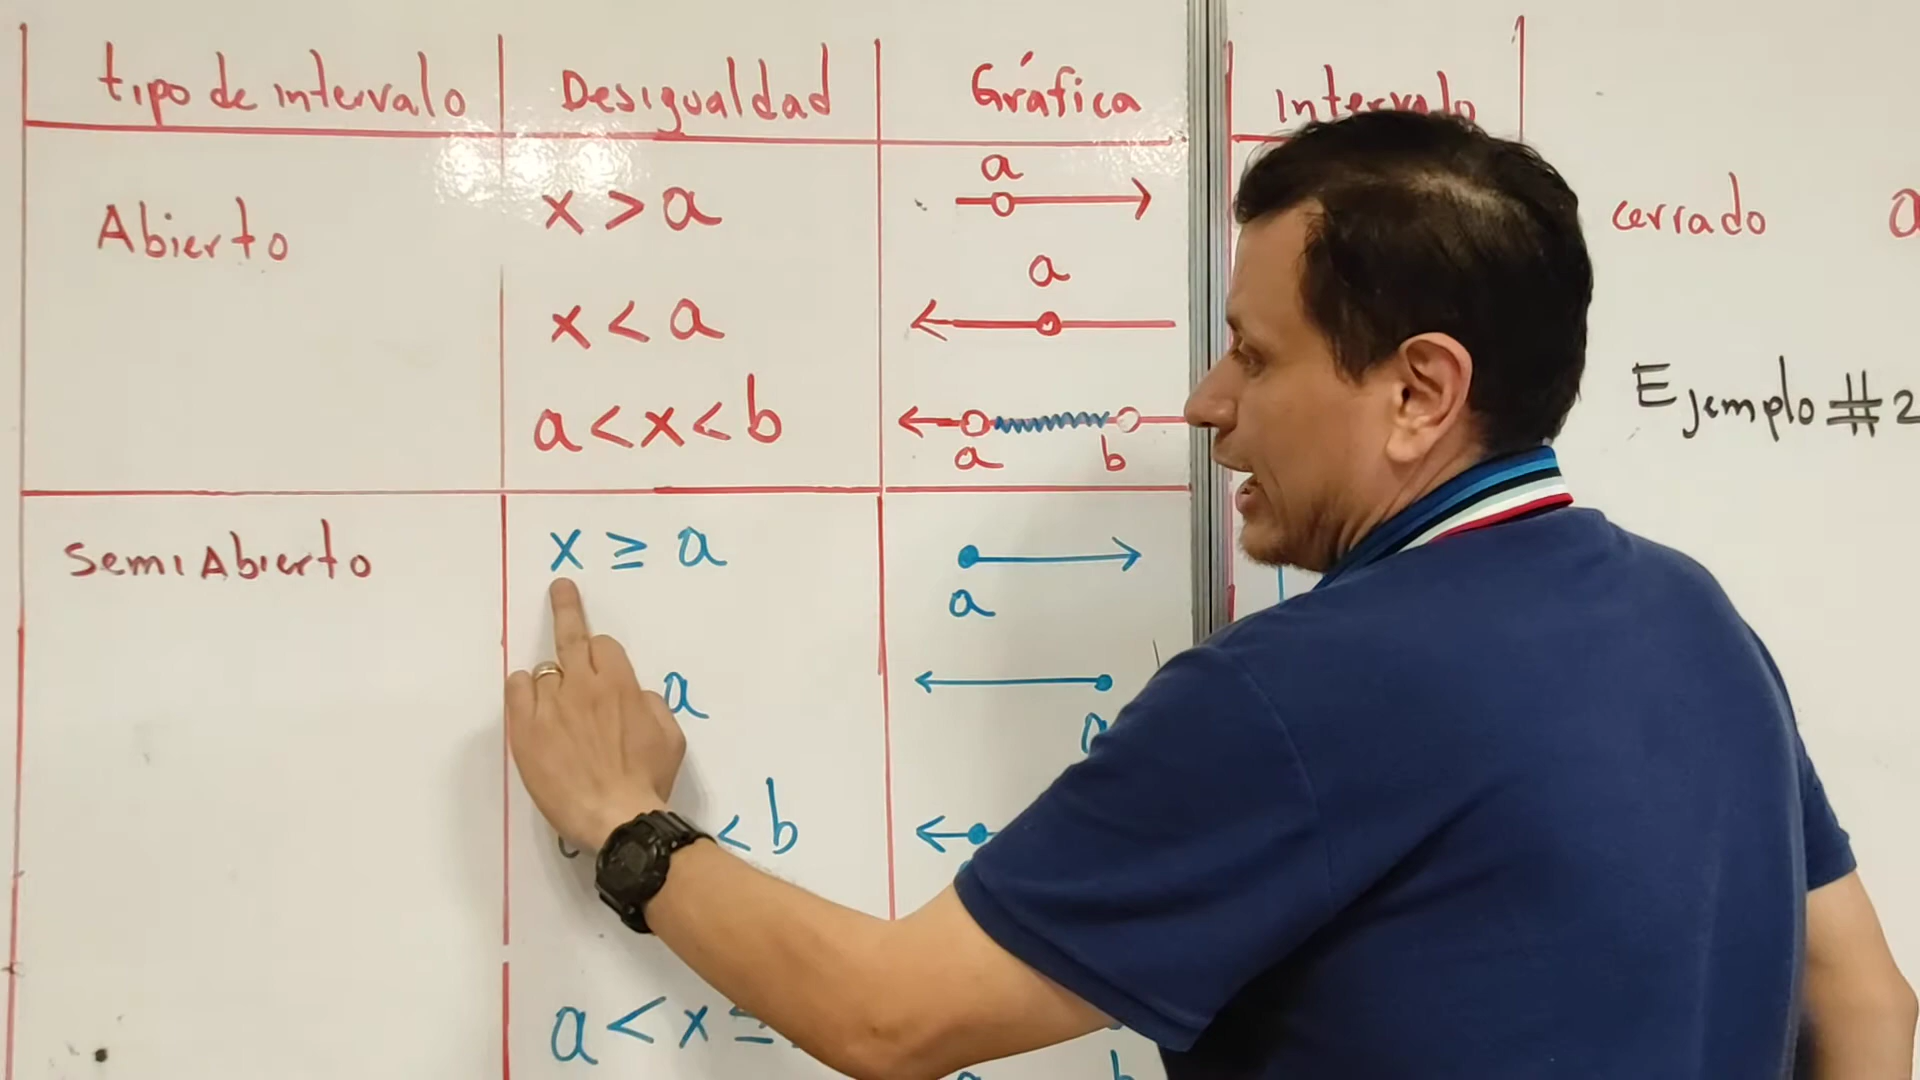 tipo de intervalo Desigualdad Gráfica Intervalo
Abierto x > a a cerrado
x < a a
Ejemplo #2
a < x < b a b
Semi Abierto x ≥ a a
a
< b
a < x ≤
b